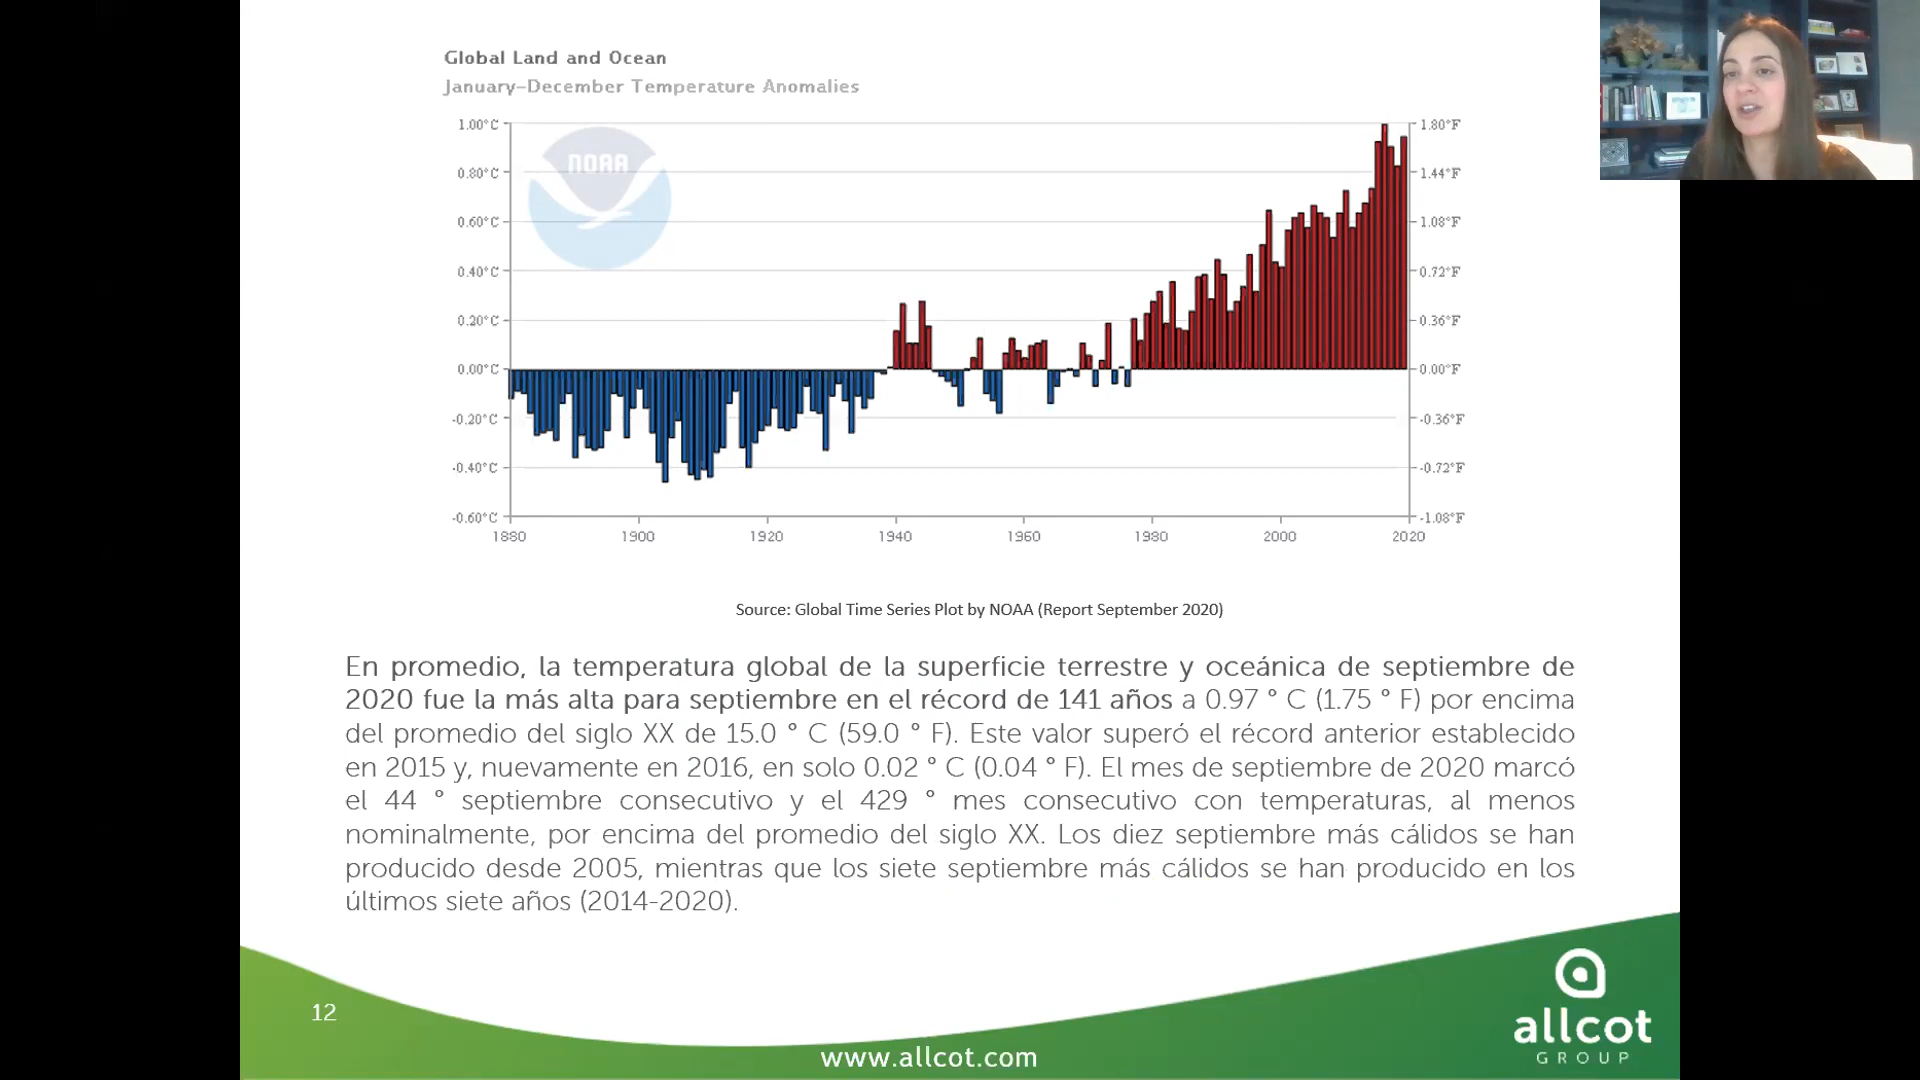 Global Land and Ocean
January–December Temperature Anomalies
1.00°C
0.80°C
0.60°C
0.40°C
0.20°C
0.00°C
-0.20°C
-0.40°C
-0.60°C
NOAA
1.80°F
1.44°F
1.08°F
0.72°F
0.36°F
0.00°F
-0.36°F
-0.72°F
-1.08°F
1880 1900 1920 1940 1960 1980 2000 2020
Source: Global Time Series Plot by NOAA (Report September 2020)
En promedio, la temperatura global de la superficie terrestre y oceánica de septiembre de
2020 fue la más alta para septiembre en el récord de 141 años a 0.97 ° C (1.75 ° F) por encima
del promedio del siglo XX de 15.0 ° C (59.0 ° F). Este valor superó el récord anterior establecido
en 2015 y, nuevamente en 2016, en solo 0.02 ° C (0.04 ° F). El mes de septiembre de 2020 marcó
el 44 ° septiembre consecutivo y el 429 ° mes consecutivo con temperaturas, al menos
nominalmente, por encima del promedio del siglo XX. Los diez septiembre más cálidos se han
producido desde 2005, mientras que los siete septiembre más cálidos se han producido en los
últimos siete años (2014-2020).
12
www.allcot.com
allcot
GROUP